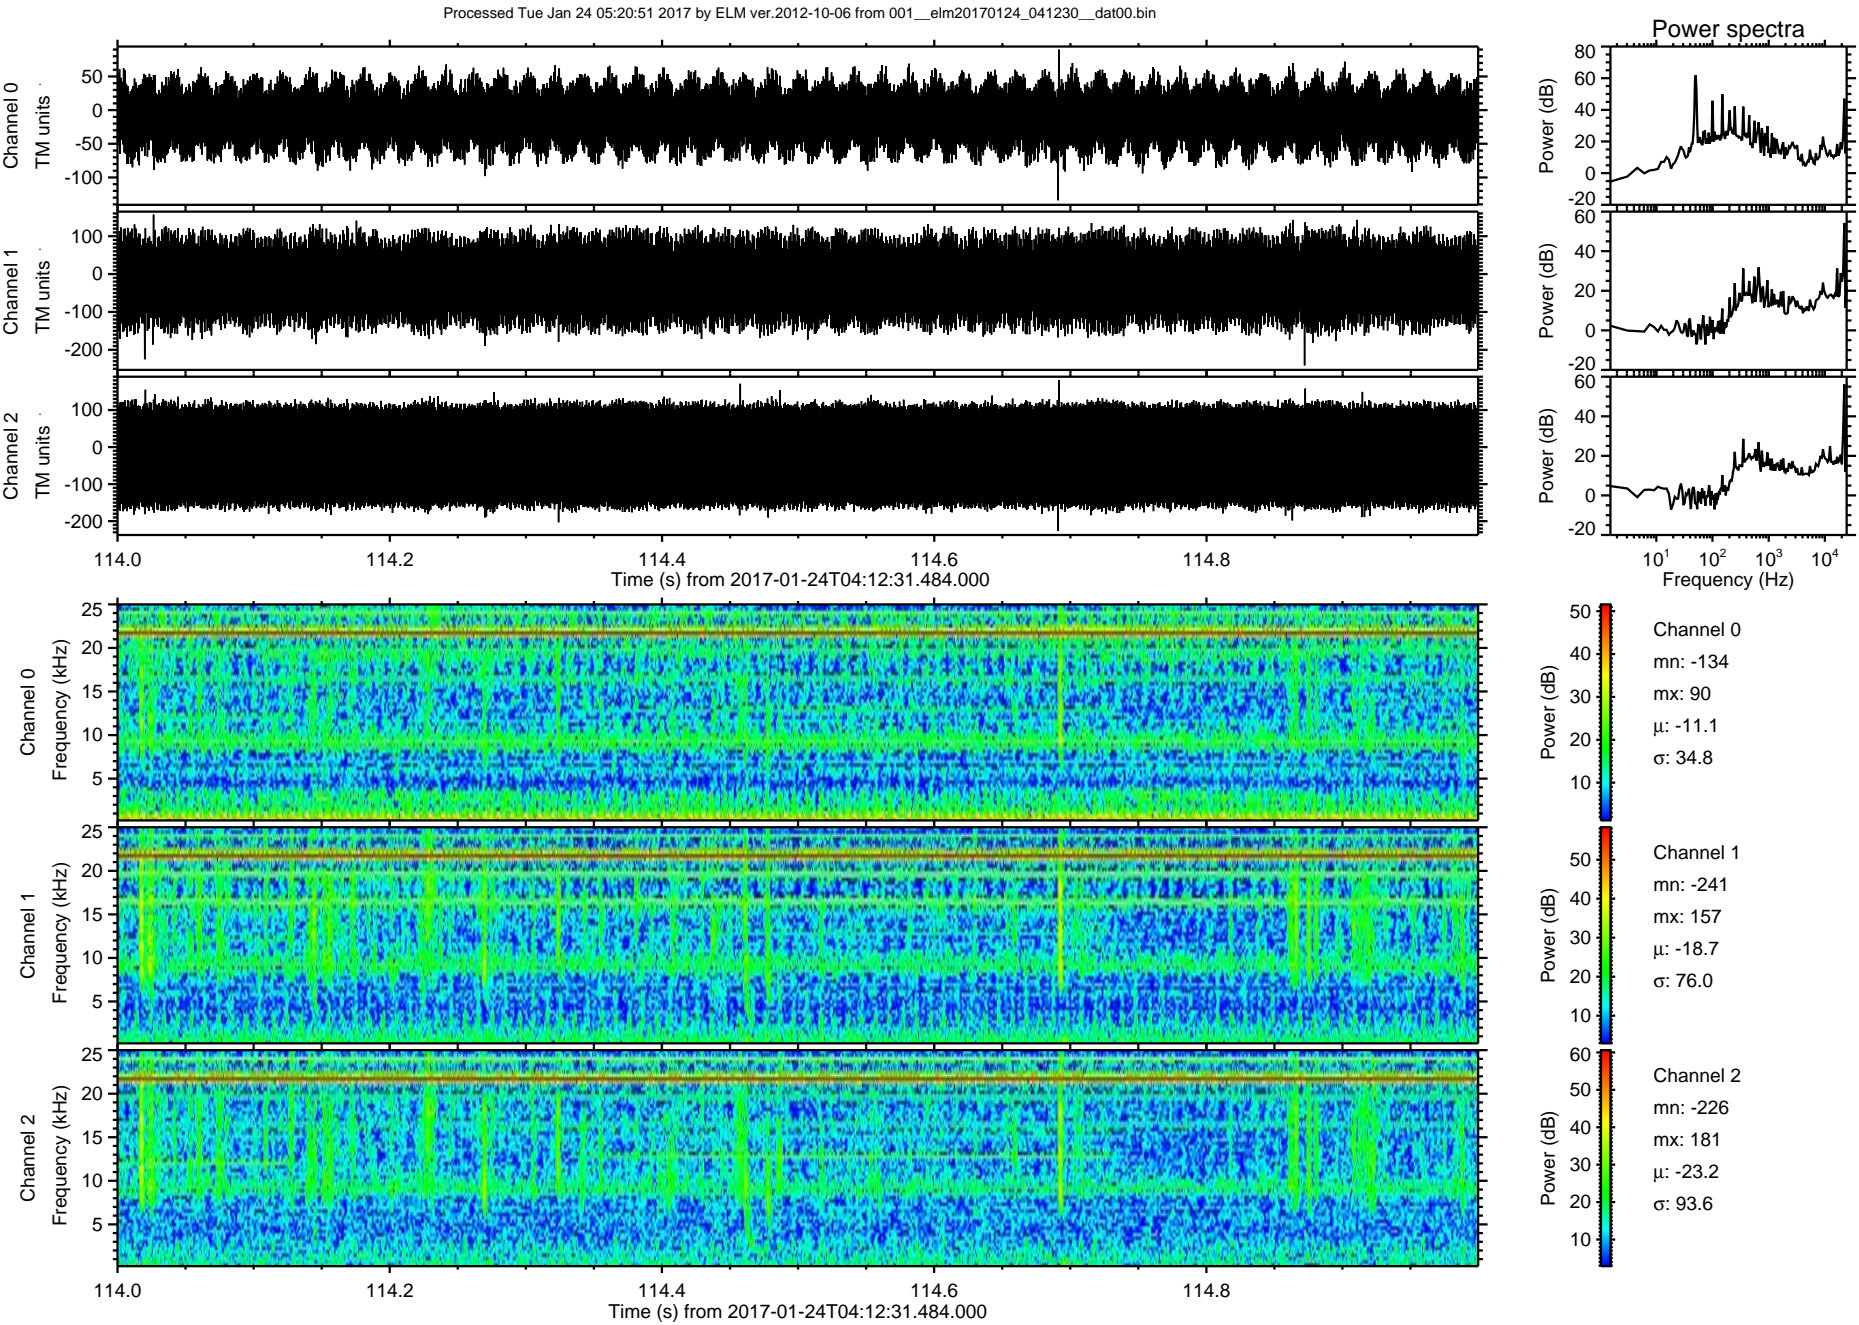 Processed Tue Jan 24 05:20:51 2017 by ELM ver.2012-10-06 from 001__elm20170124_041230__dat00.bin
Power spectra
Channel 0
TM units
50
0
-50
-100
Power (dB)
80
60
40
20
0
-20
Channel 1
TM units
100
0
-100
-200
Power (dB)
60
40
20
0
-20
Channel 2
TM units
100
0
-100
-200
Power (dB)
60
40
20
0
-20
114.0 114.2 114.4 114.6 114.8
Time (s) from 2017-01-24T04:12:31.484.000
10^1 10^2 10^3 10^4
Frequency (Hz)
Channel 0
Frequency (kHz)
25
20
15
10
5
Power (dB)
50
40
30
20
10
Channel 0
mn: -134
mx: 90
µ: -11.1
σ: 34.8
Channel 1
Frequency (kHz)
25
20
15
10
5
Power (dB)
50
40
30
20
10
Channel 1
mn: -241
mx: 157
µ: -18.7
σ: 76.0
Channel 2
Frequency (kHz)
25
20
15
10
5
Power (dB)
60
50
40
30
20
10
Channel 2
mn: -226
mx: 181
µ: -23.2
σ: 93.6
114.0 114.2 114.4 114.6 114.8
Time (s) from 2017-01-24T04:12:31.484.000